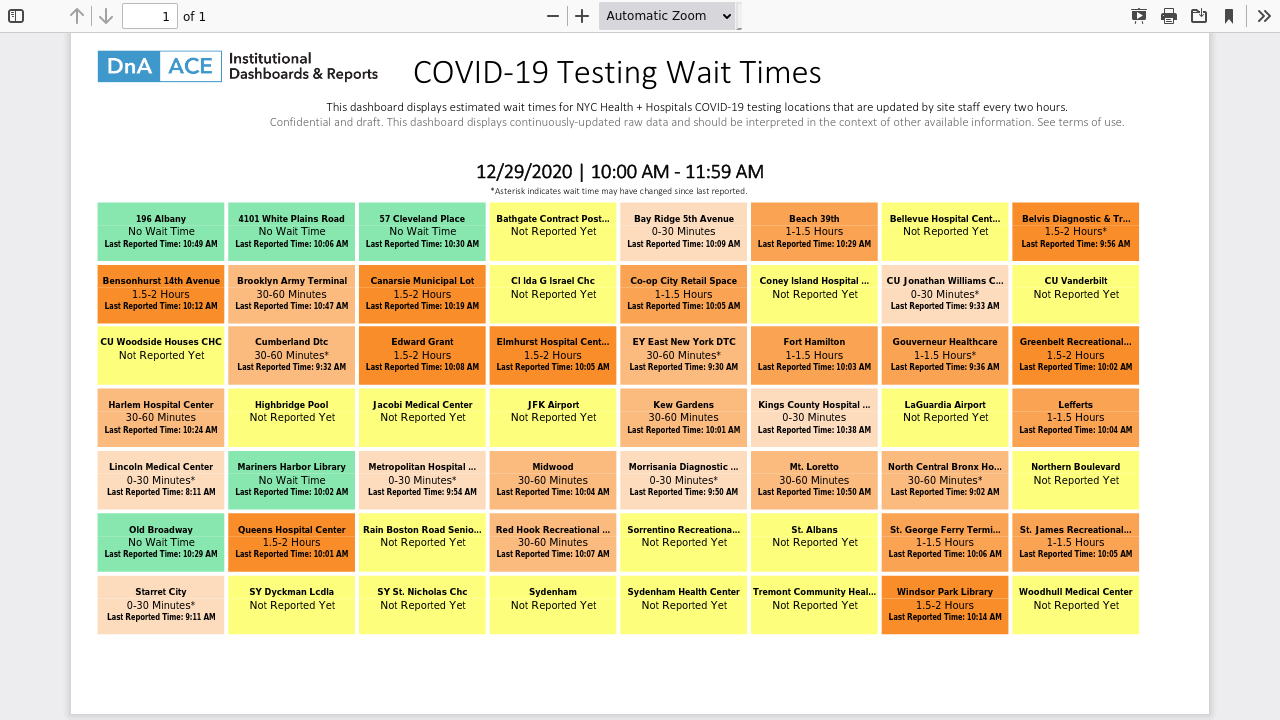 1 of 1 Automatic Zoom
DnA ACE Institutional Dashboards & Reports
COVID-19 Testing Wait Times
This dashboard displays estimated wait times for NYC Health + Hospitals COVID-19 testing locations that are updated by site staff every two hours.
Confidential and draft. This dashboard displays continuously-updated raw data and should be interpreted in the context of other available information. See terms of use.
12/29/2020 | 10:00 AM - 11:59 AM
*Asterisk indicates wait time may have changed since last reported.
196 Albany
No Wait Time
Last Reported Time: 10:49 AM
4101 White Plains Road
No Wait Time
Last Reported Time: 10:06 AM
57 Cleveland Place
No Wait Time
Last Reported Time: 10:30 AM
Bathgate Contract Post...
Not Reported Yet
Bay Ridge 5th Avenue
0-30 Minutes
Last Reported Time: 10:09 AM
Beach 39th
1-1.5 Hours
Last Reported Time: 10:29 AM
Bellevue Hospital Cent...
Not Reported Yet
Belvis Diagnostic & Tr...
1.5-2 Hours*
Last Reported Time: 9:56 AM
Bensonhurst 14th Avenue
1.5-2 Hours
Last Reported Time: 10:12 AM
Brooklyn Army Terminal
30-60 Minutes
Last Reported Time: 10:47 AM
Canarsie Municipal Lot
1.5-2 Hours
Last Reported Time: 10:19 AM
Cl Ida G Israel Chc
Not Reported Yet
Co-op City Retail Space
1-1.5 Hours
Last Reported Time: 10:05 AM
Coney Island Hospital ...
Not Reported Yet
CU Jonathan Williams C...
0-30 Minutes*
Last Reported Time: 9:33 AM
CU Vanderbilt
Not Reported Yet
CU Woodside Houses CHC
Not Reported Yet
Cumberland Dtc
30-60 Minutes*
Last Reported Time: 9:32 AM
Edward Grant
1.5-2 Hours
Last Reported Time: 10:08 AM
Elmhurst Hospital Cent...
1.5-2 Hours
Last Reported Time: 10:05 AM
EY East New York DTC
30-60 Minutes*
Last Reported Time: 9:30 AM
Fort Hamilton
1-1.5 Hours
Last Reported Time: 10:03 AM
Gouverneur Healthcare
1-1.5 Hours*
Last Reported Time: 9:36 AM
Greenbelt Recreational...
1.5-2 Hours
Last Reported Time: 10:02 AM
Harlem Hospital Center
30-60 Minutes
Last Reported Time: 10:24 AM
Highbridge Pool
Not Reported Yet
Jacobi Medical Center
Not Reported Yet
JFK Airport
Not Reported Yet
Kew Gardens
30-60 Minutes
Last Reported Time: 10:01 AM
Kings County Hospital ...
0-30 Minutes
Last Reported Time: 10:38 AM
LaGuardia Airport
Not Reported Yet
Lefferts
1-1.5 Hours
Last Reported Time: 10:04 AM
Lincoln Medical Center
0-30 Minutes*
Last Reported Time: 8:11 AM
Mariners Harbor Library
No Wait Time
Last Reported Time: 10:02 AM
Metropolitan Hospital ...
0-30 Minutes*
Last Reported Time: 9:54 AM
Midwood
30-60 Minutes
Last Reported Time: 10:04 AM
Morrisania Diagnostic ...
0-30 Minutes*
Last Reported Time: 9:50 AM
Mt. Loretto
30-60 Minutes
Last Reported Time: 10:50 AM
North Central Bronx Ho...
30-60 Minutes*
Last Reported Time: 9:02 AM
Northern Boulevard
Not Reported Yet
Old Broadway
No Wait Time
Last Reported Time: 10:29 AM
Queens Hospital Center
1.5-2 Hours
Last Reported Time: 10:01 AM
Rain Boston Road Senio...
Not Reported Yet
Red Hook Recreational ...
30-60 Minutes
Last Reported Time: 10:07 AM
Sorrentino Recreationa...
Not Reported Yet
St. Albans
Not Reported Yet
St. George Ferry Termi...
1-1.5 Hours
Last Reported Time: 10:06 AM
St. James Recreational...
1-1.5 Hours
Last Reported Time: 10:05 AM
Starret City
0-30 Minutes*
Last Reported Time: 9:11 AM
SY Dyckman Lcdla
Not Reported Yet
SY St. Nicholas Chc
Not Reported Yet
Sydenham
Not Reported Yet
Sydenham Health Center
Not Reported Yet
Tremont Community Heal...
Not Reported Yet
Windsor Park Library
1.5-2 Hours
Last Reported Time: 10:14 AM
Woodhull Medical Center
Not Reported Yet